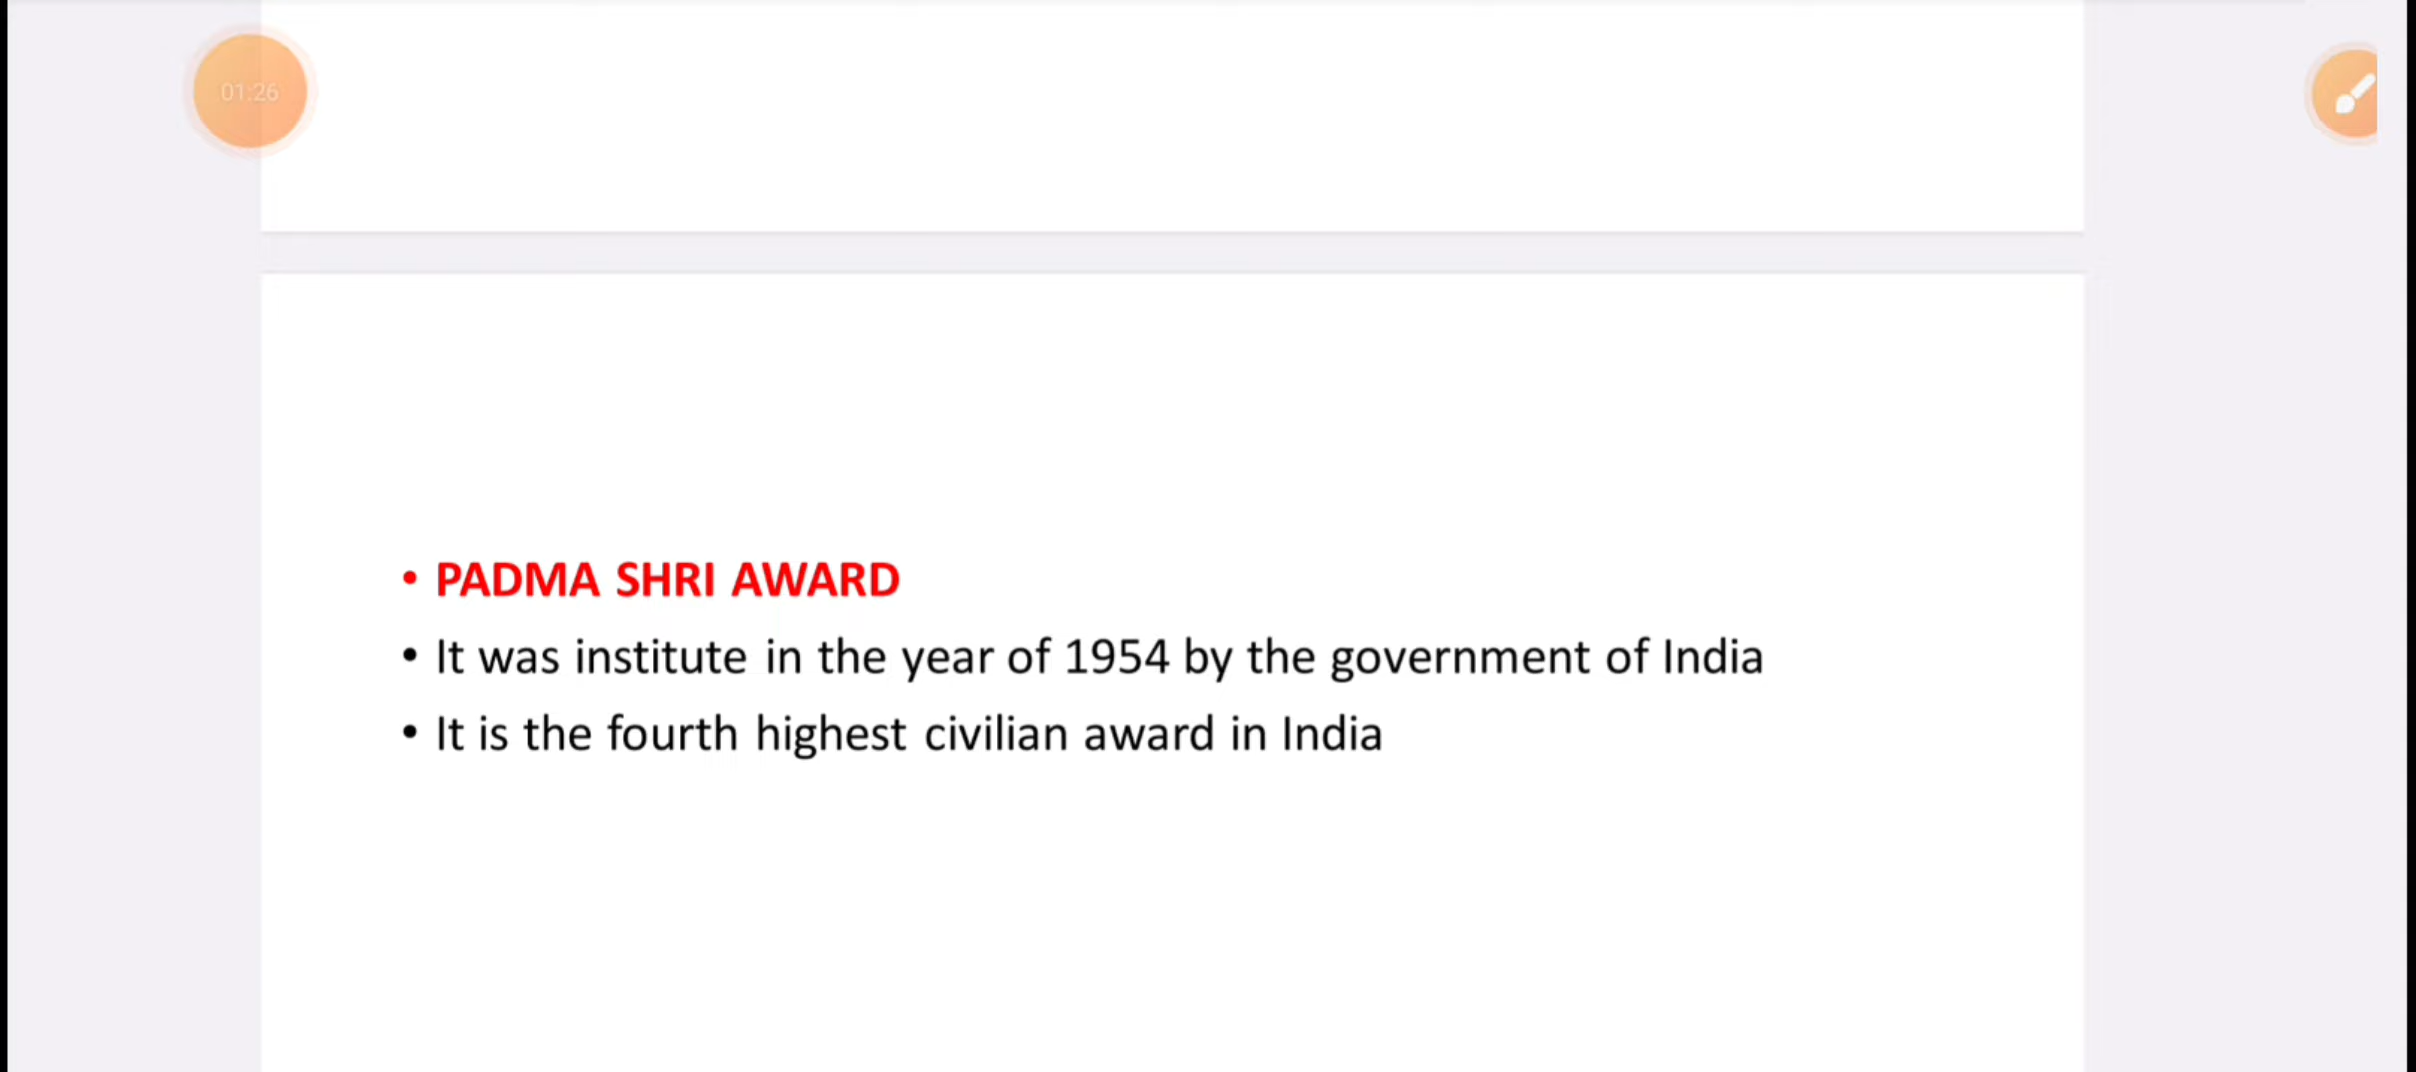 01:26
• PADMA SHRI AWARD
• It was institute in the year of 1954 by the government of India
• It is the fourth highest civilian award in India